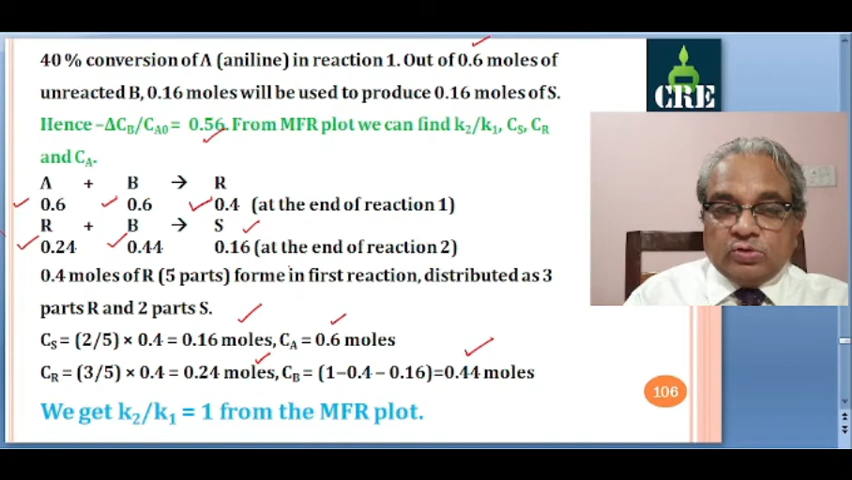 40 % conversion of A (aniline) in reaction 1. Out of 0.6 moles of
unreacted B, 0.16 moles will be used to produce 0.16 moles of S.
Hence –ΔC_B/C_A0 = 0.56. From MFR plot we can find k₂/k₁, C_S, C_R
and C_A.
A + B → R
0.6 0.6 0.4 (at the end of reaction 1)
R + B → S
0.24 0.44 0.16 (at the end of reaction 2)
0.4 moles of R (5 parts) forme in first reaction, distributed as 3
parts R and 2 parts S.
C_S = (2/5) × 0.4 = 0.16 moles, C_A = 0.6 moles
C_R = (3/5) × 0.4 = 0.24 moles, C_B = (1–0.4 – 0.16)=0.44 moles
We get k₂/k₁ = 1 from the MFR plot.
CRE
106